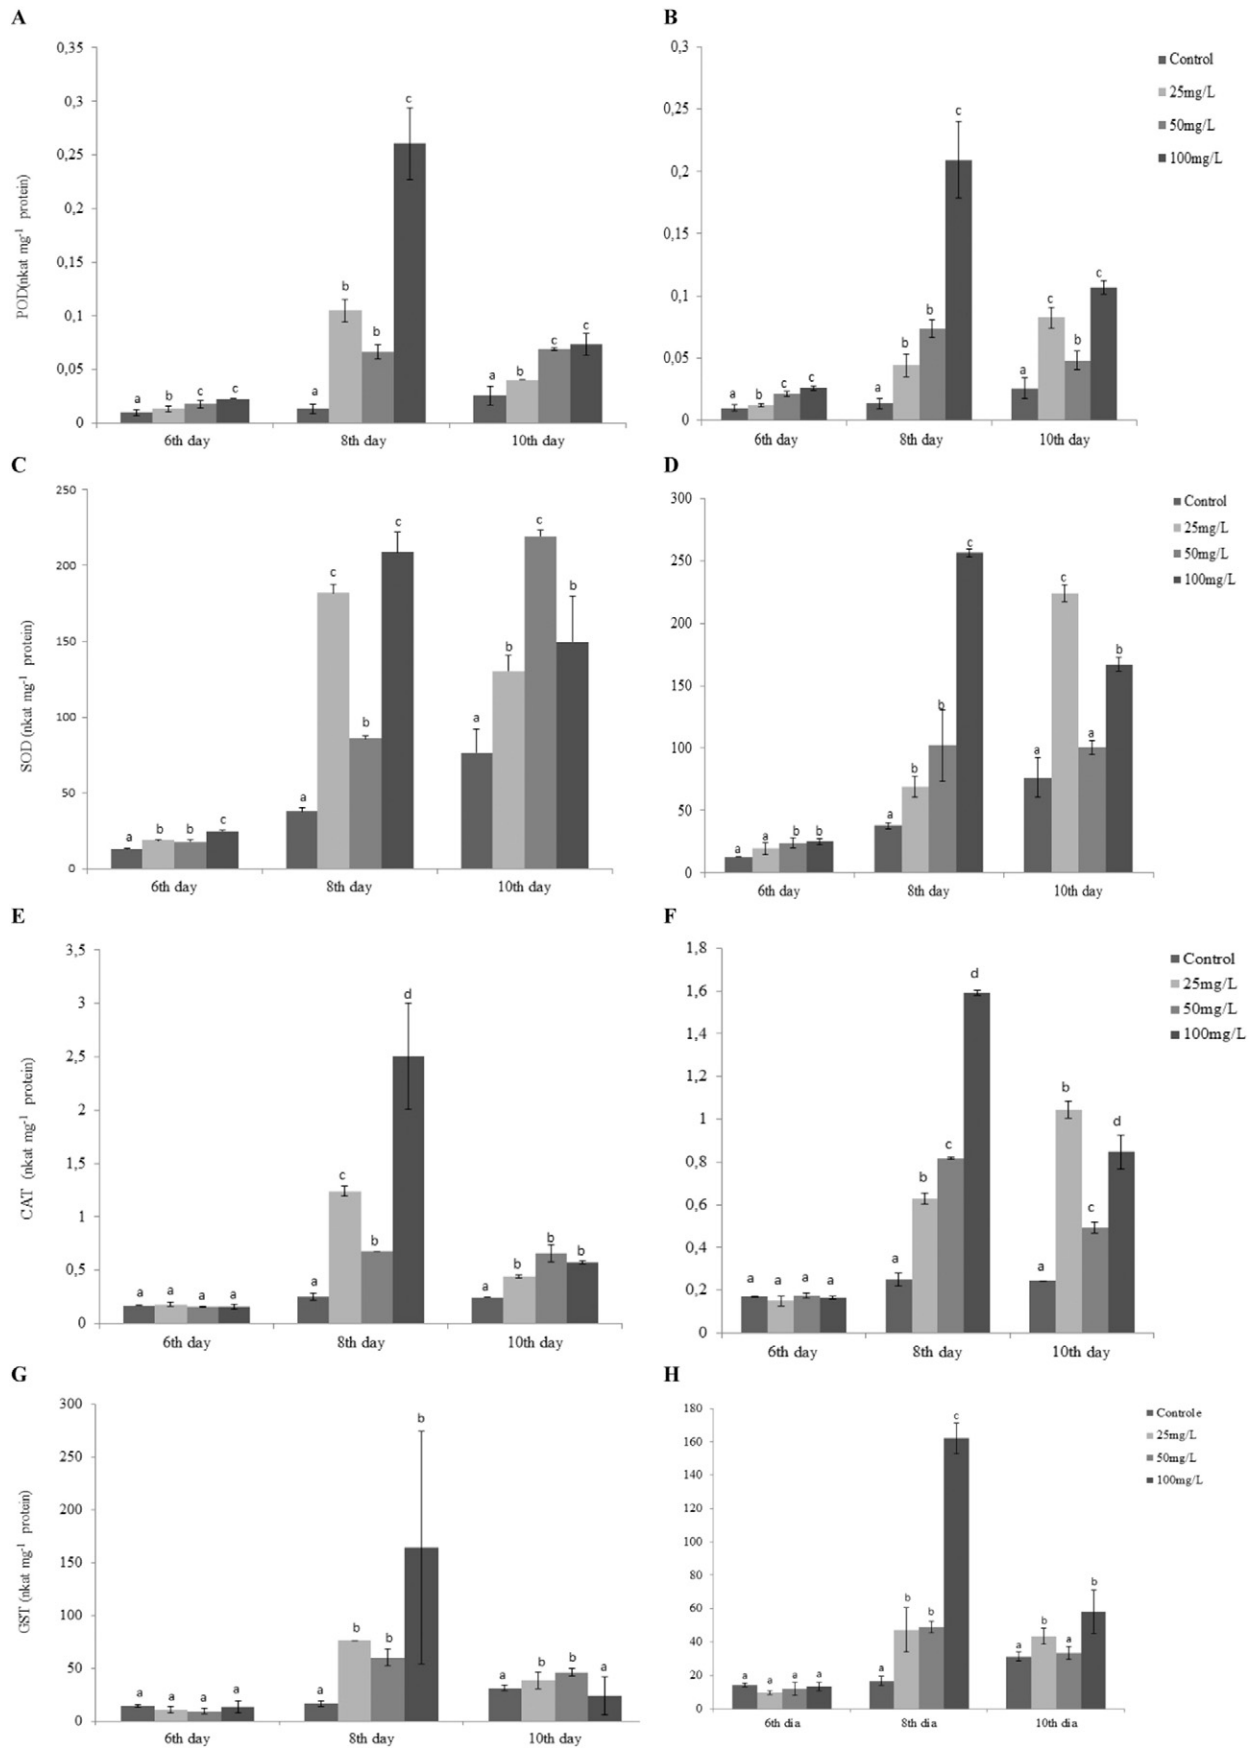 A
0,35
0,3
0,25
0,2
0,15
0,1
0,05
0
POD(nkat mg-1 protein)
a b c c
a b b c
a b c c
6th day 8th day 10th day
B
0,3
0,25
0,2
0,15
0,1
0,05
0
a b c c
a b b c
a c b c
6th day 8th day 10th day
Control
25mg/L
50mg/L
100mg/L
C
250
200
150
100
50
0
SOD (nkat mg-1 protein)
a b b c
a c b c
a b c b
6th day 8th day 10th day
D
300
250
200
150
100
50
0
a a b b
a b b c
a c a b
6th day 8th day 10th day
Control
25mg/L
50mg/L
100mg/L
E
3,5
3
2,5
2
1,5
1
0,5
0
CAT (nkat mg-1 protein)
a a a a
a c b d
a b b b
6th day 8th day 10th day
F
1,8
1,6
1,4
1,2
1
0,8
0,6
0,4
0,2
0
a a a a
a b c d
a b c d
6th day 8th day 10th day
Control
25mg/L
50mg/L
100mg/L
G
300
250
200
150
100
50
0
GST (nkat mg-1 protein)
a a a a
a b b b
a b b a
6th day 8th day 10th day
H
180
160
140
120
100
80
60
40
20
0
a a a a
a b b c
a b a b
6th dia 8th dia 10th dia
Controle
25mg/L
50mg/L
100mg/L